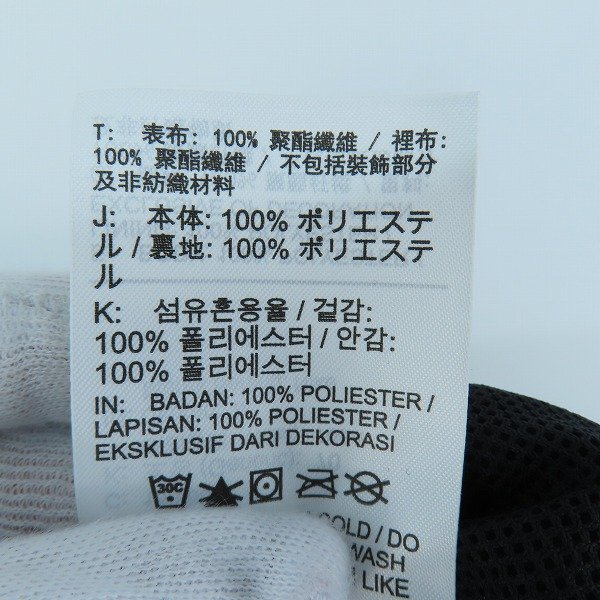 T: 表布: 100% 聚酯纖維 / 裡布:
100% 聚酯纖維 / 不包括裝飾部分
及非紡織材料
J: 本体: 100% ポリエステ
ル / 裏地: 100% ポリエステ
ル
K: 섬유혼용율 / 겉감:
100% 폴리에스터 / 안감:
100% 폴리에스터
IN: BADAN: 100% POLIESTER /
LAPISAN: 100% POLIESTER /
EKSKLUSIF DARI DEKORASI
30C
COLD / DO
WASH
LIKE